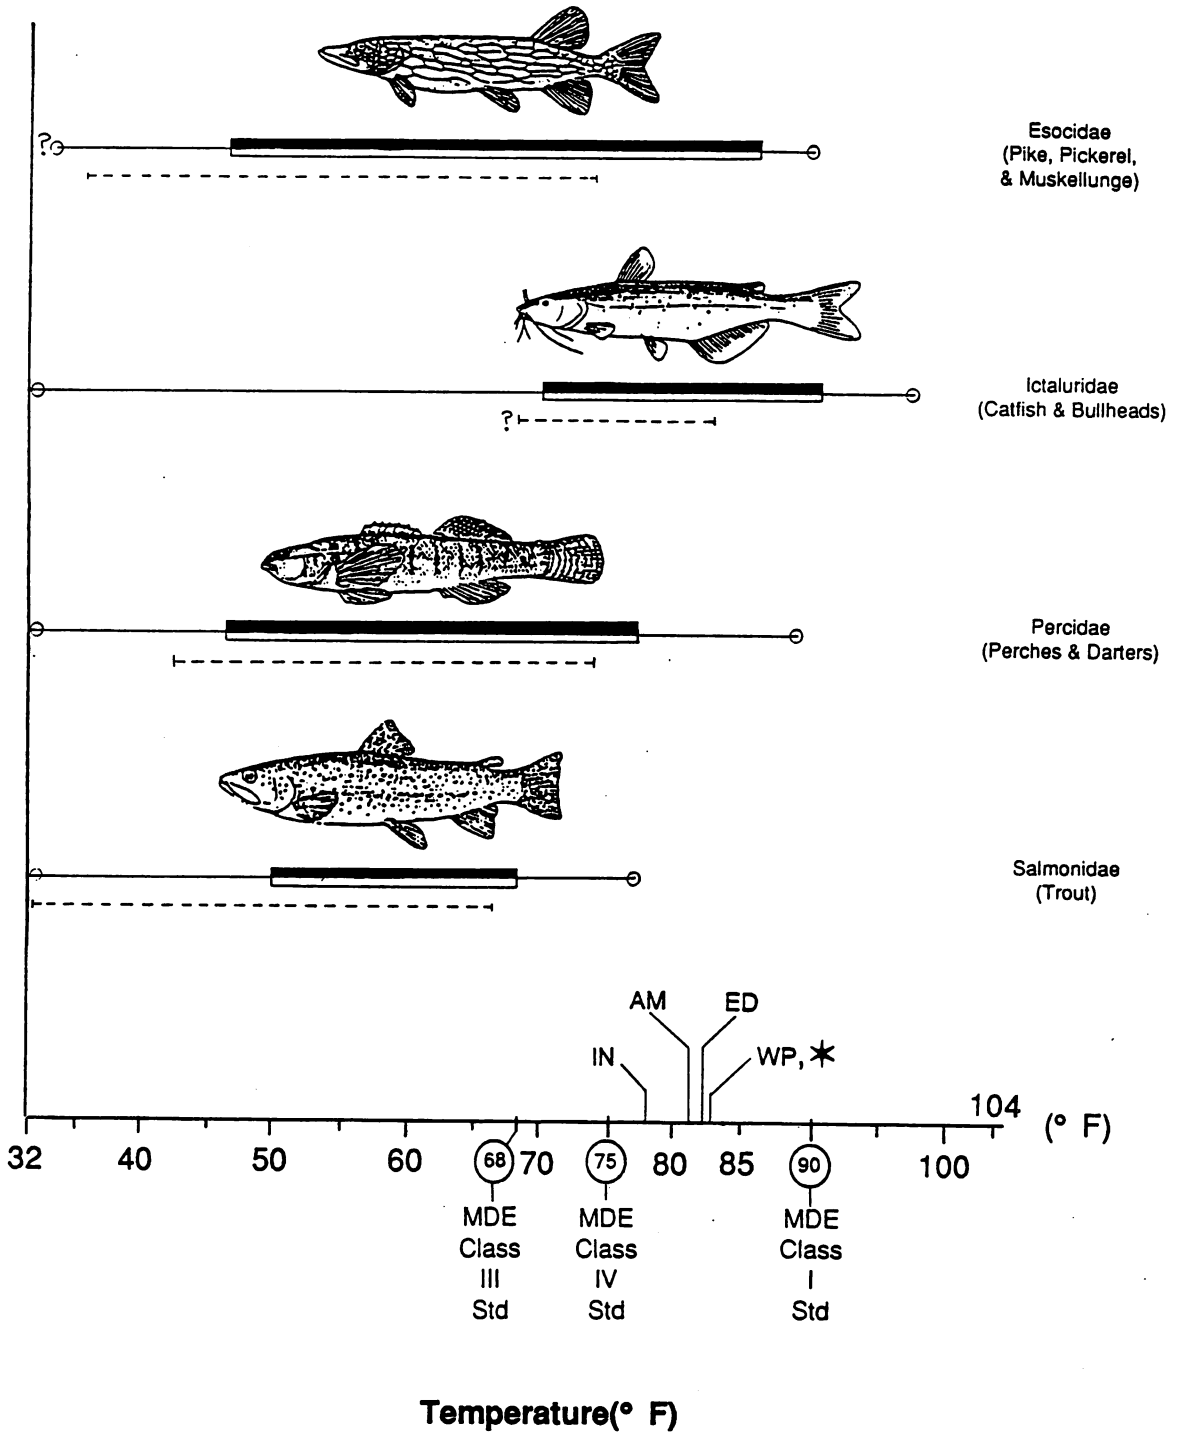 ?
Esocidae
(Pike, Pickerel,
& Muskellunge)
Ictaluridae
(Catfish & Bullheads)
?
Percidae
(Perches & Darters)
Salmonidae
(Trout)
AM ED
IN WP, *
104 (° F)
32 40 50 60 68 70 75 80 85 90 100
MDE MDE MDE
Class Class Class
III IV I
Std Std Std
Temperature(° F)